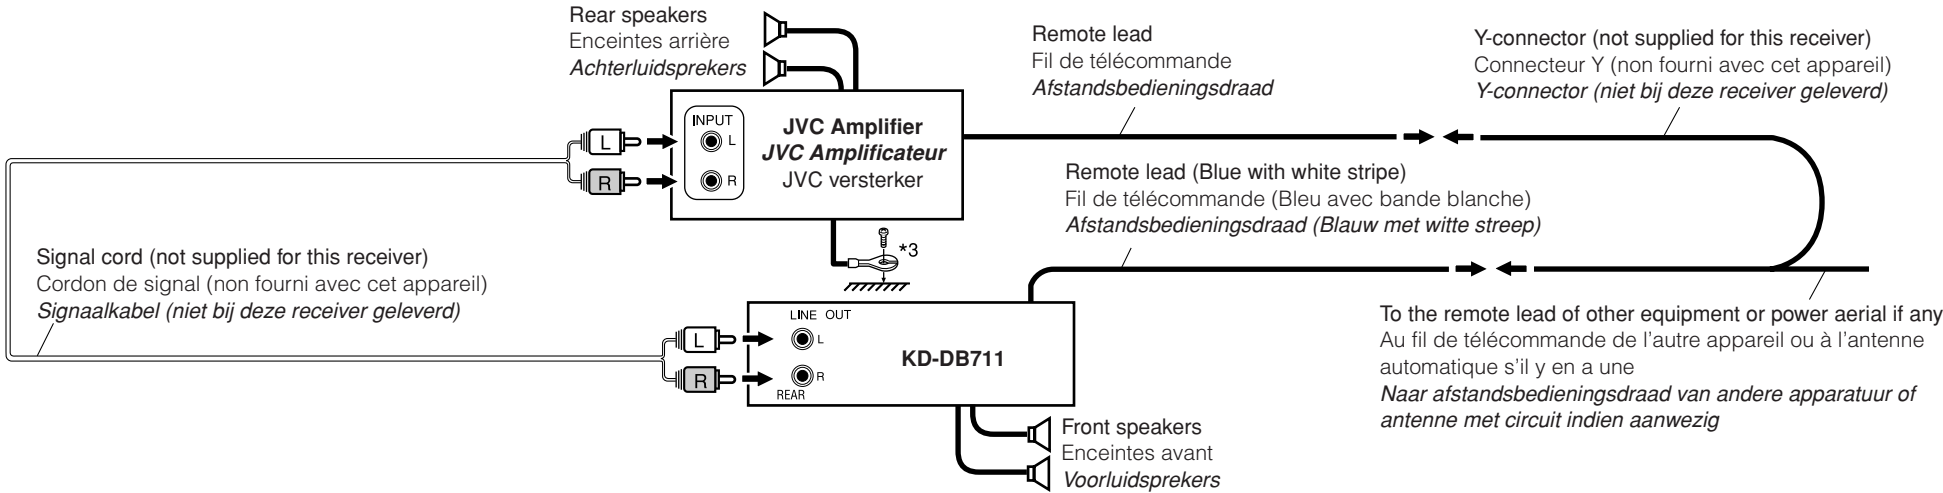 Rear speakers
Enceintes arrière
Achterluidsprekers
Remote lead
Fil de télécommande
Afstandsbedieningsdraad
Y-connector (not supplied for this receiver)
Connecteur Y (non fourni avec cet appareil)
Y-connector (niet bij deze receiver geleverd)
INPUT
L
L
R
R
JVC Amplifier
JVC Amplificateur
JVC versterker
Remote lead (Blue with white stripe)
Fil de télécommande (Bleu avec bande blanche)
Afstandsbedieningsdraad (Blauw met witte streep)
*3
Signal cord (not supplied for this receiver)
Cordon de signal (non fourni avec cet appareil)
Signaalkabel (niet bij deze receiver geleverd)
LINE OUT
L
L
R
R
REAR
KD-DB711
To the remote lead of other equipment or power aerial if any
Au fil de télécommande de l'autre appareil ou à l'antenne
automatique s'il y en a une
Naar afstandsbedieningsdraad van andere apparatuur of
antenne met circuit indien aanwezig
Front speakers
Enceintes avant
Voorluidsprekers